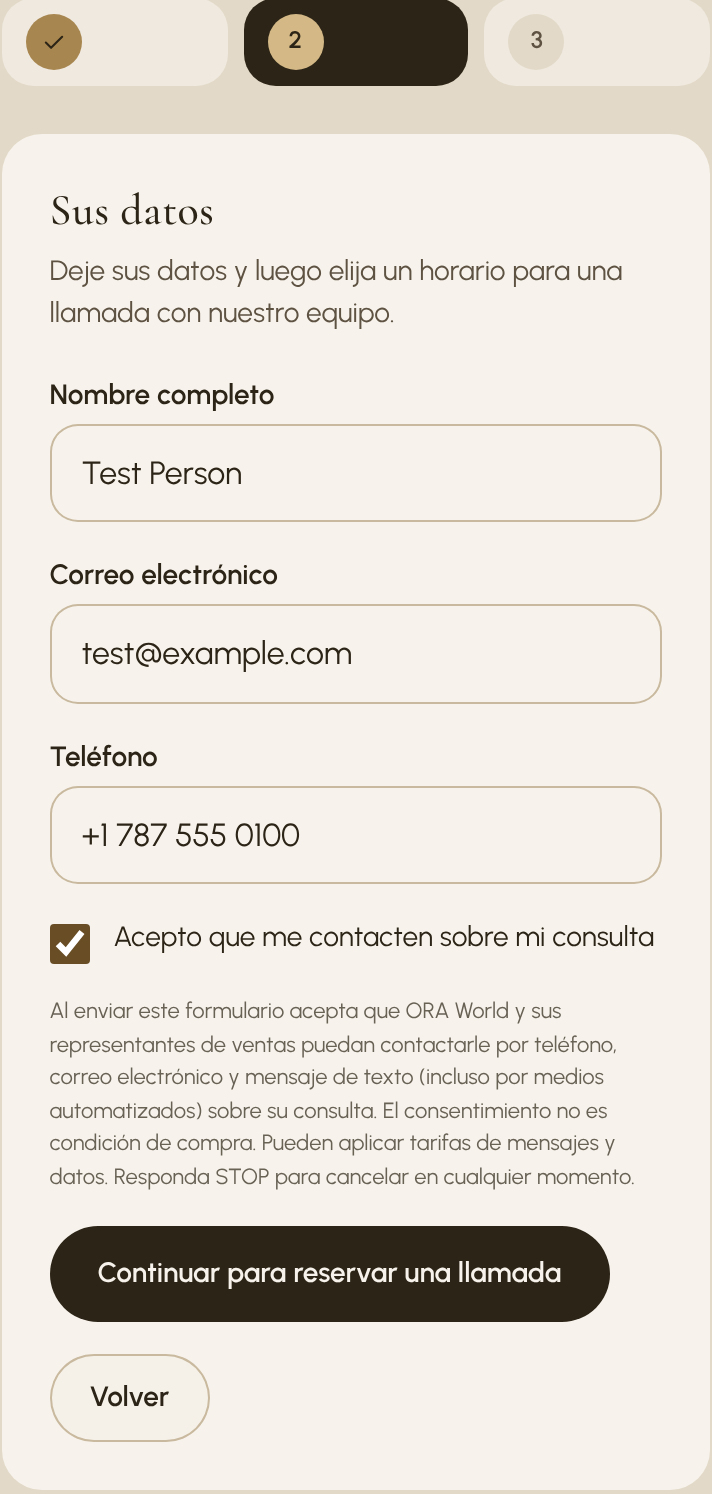 2
3
Sus datos
Deje sus datos y luego elija un horario para una
llamada con nuestro equipo.
Nombre completo
Test Person
Correo electrónico
test@example.com
Teléfono
+1 787 555 0100
Acepto que me contacten sobre mi consulta
Al enviar este formulario acepta que ORA World y sus
representantes de ventas puedan contactarle por teléfono,
correo electrónico y mensaje de texto (incluso por medios
automatizados) sobre su consulta. El consentimiento no es
condición de compra. Pueden aplicar tarifas de mensajes y
datos. Responda STOP para cancelar en cualquier momento.
Continuar para reservar una llamada
Volver